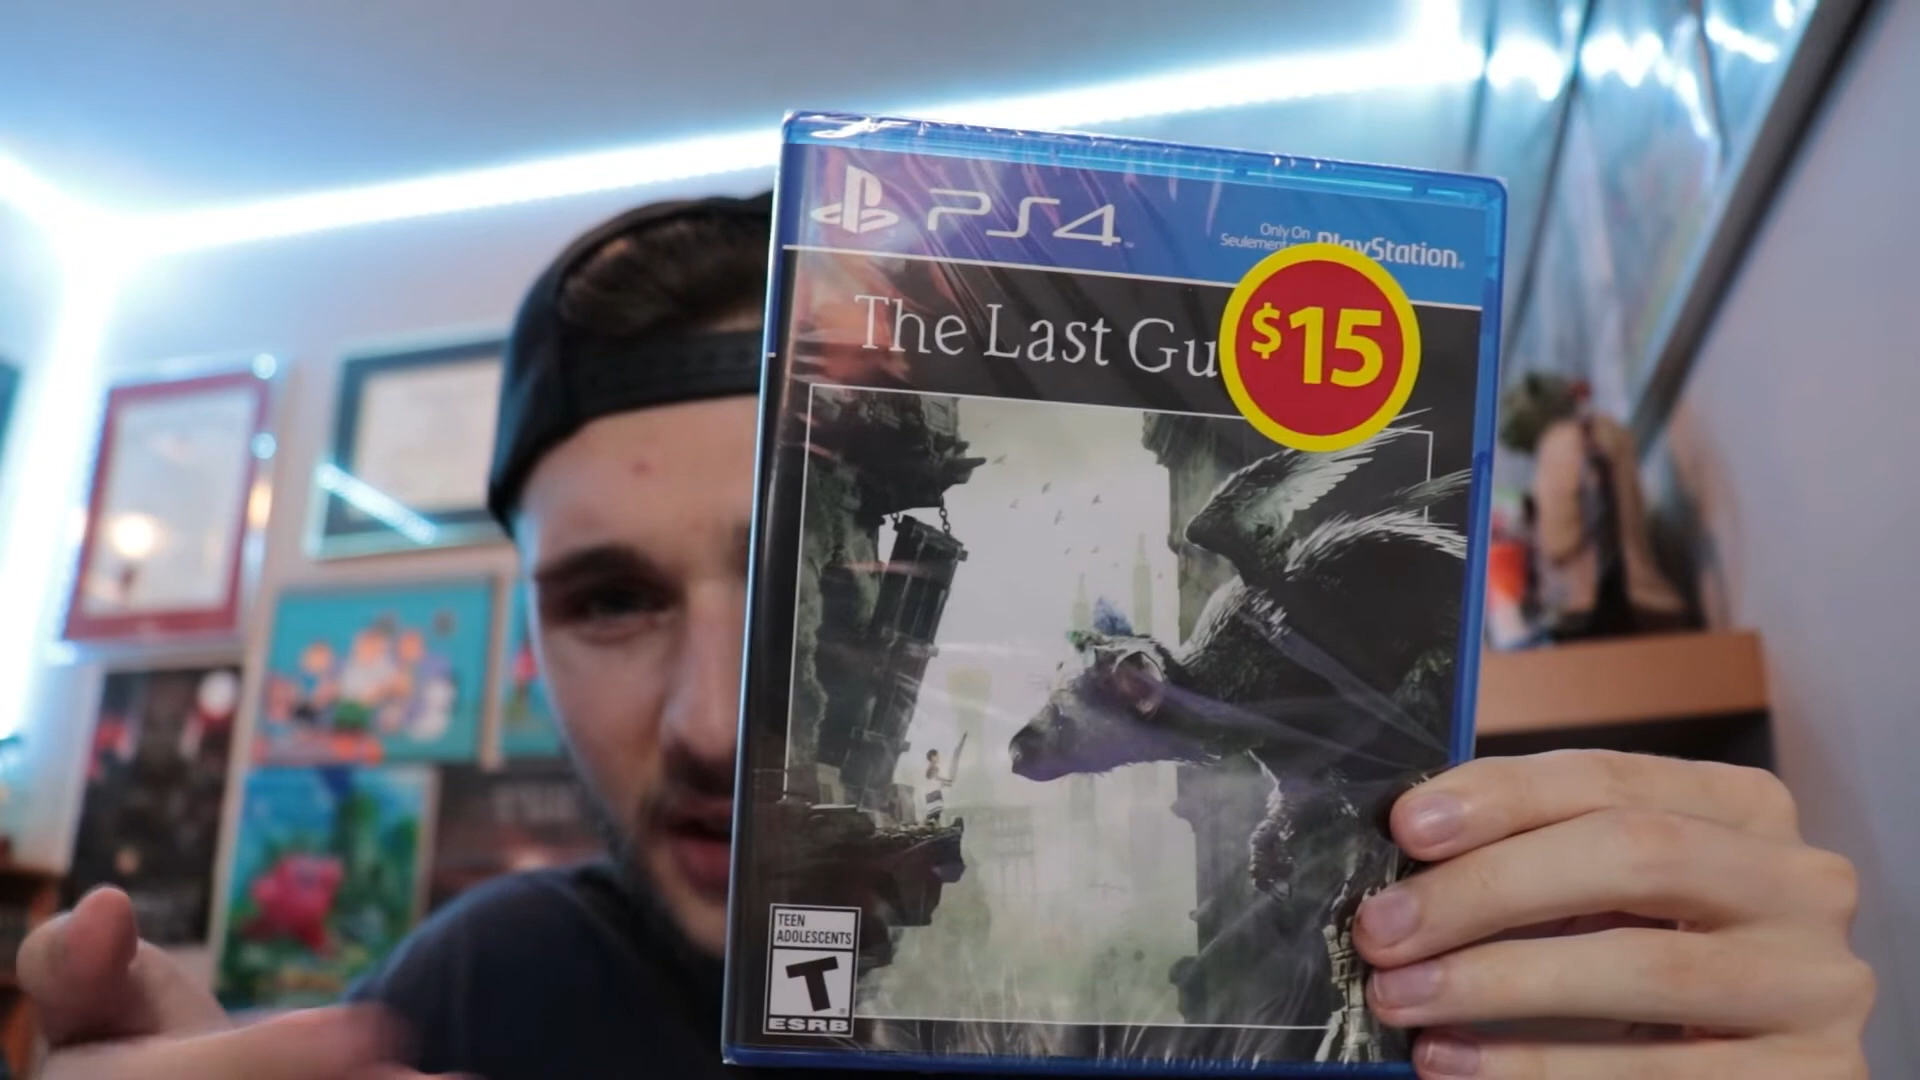 PS4
Only On
Seulement PlayStation
The Last Gu
$15
TEEN
ADOLESCENTS
T
ESRB